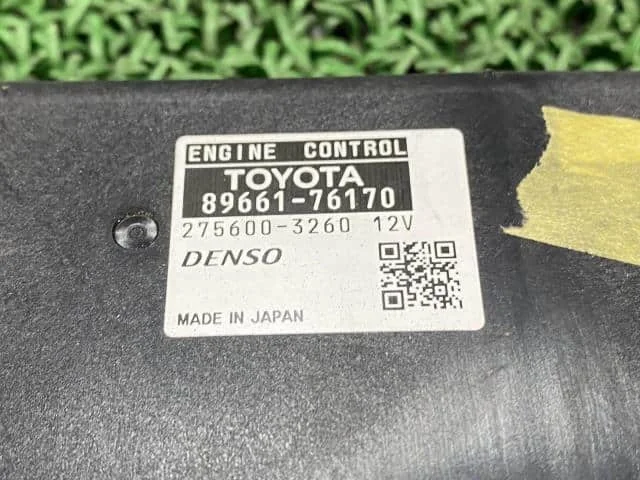 ENGINE CONTROL
TOYOTA
89661-76170
275600-3260 12V
DENSO
MADE IN JAPAN